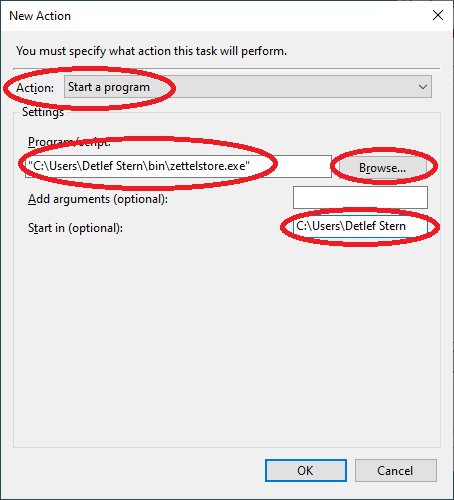 New Action
You must specify what action this task will perform.
Action: Start a program
Settings
Program/script:
"C:\Users\Detlef Stern\bin\zettelstore.exe" Browse...
Add arguments (optional):
Start in (optional): C:\Users\Detlef Stern
OK Cancel